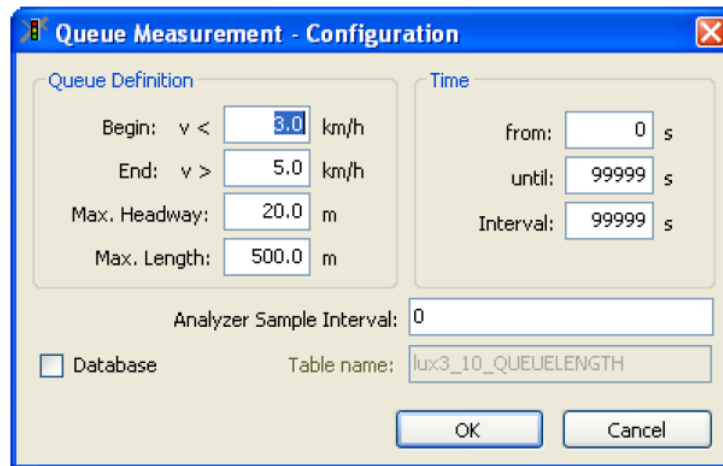 Queue Measurement - Configuration
Queue Definition
Begin: v < 3.0 km/h
End: v > 5.0 km/h
Max. Headway: 20.0 m
Max. Length: 500.0 m
Time
from: 0 s
until: 99999 s
Interval: 99999 s
Analyzer Sample Interval: 0
Database Table name: lux3_10_QUEUELENGTH
OK Cancel